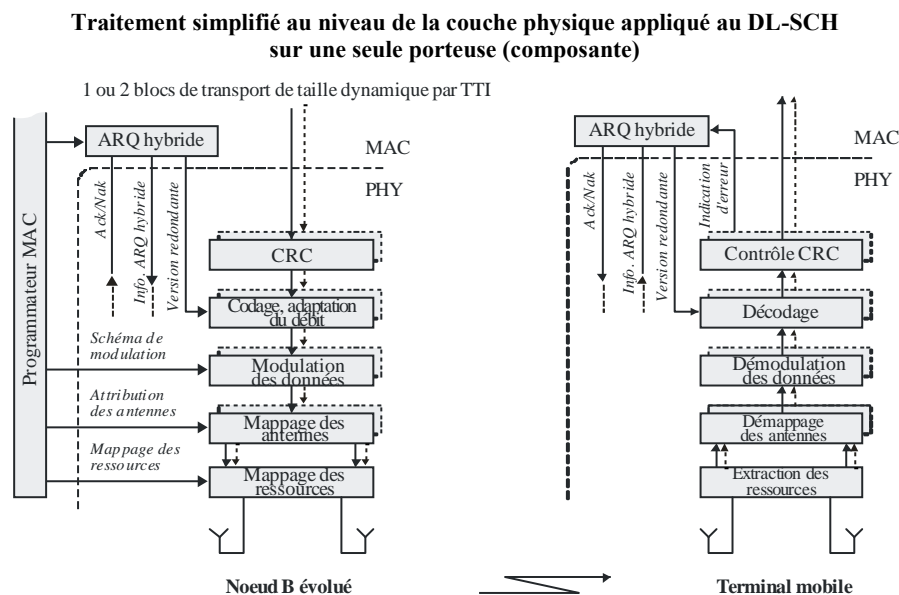 Traitement simplifié au niveau de la couche physique appliqué au DL-SCH
sur une seule porteuse (composante)
1 ou 2 blocs de transport de taille dynamique par TTI
Programmateur MAC
ARQ hybride
MAC
PHY
Ack/Nak
Info. ARQ hybride
Version redondante
CRC
Codage, adaptation
du débit
Schéma de
modulation
Modulation
des données
Attribution
des antennes
Mappage des
antennes
Mappage des
ressources
Mappage des
ressources
Noeud B évolué
ARQ hybride
MAC
PHY
Ack/Nak
Info. ARQ hybride
Version redondante
Indication
d'erreur
Contrôle CRC
Décodage
Démodulation
des données
Démappage
des antennes
Extraction des
ressources
Terminal mobile